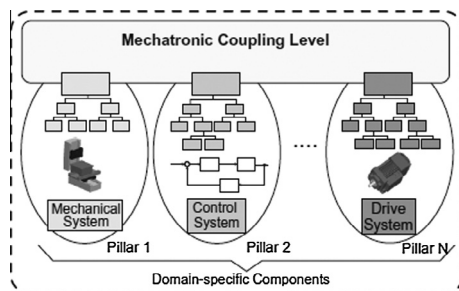 Mechatronic Coupling Level
Mechanical
System
Control
System
Drive
System
Pillar 1
Pillar 2
Pillar N
Domain-specific Components